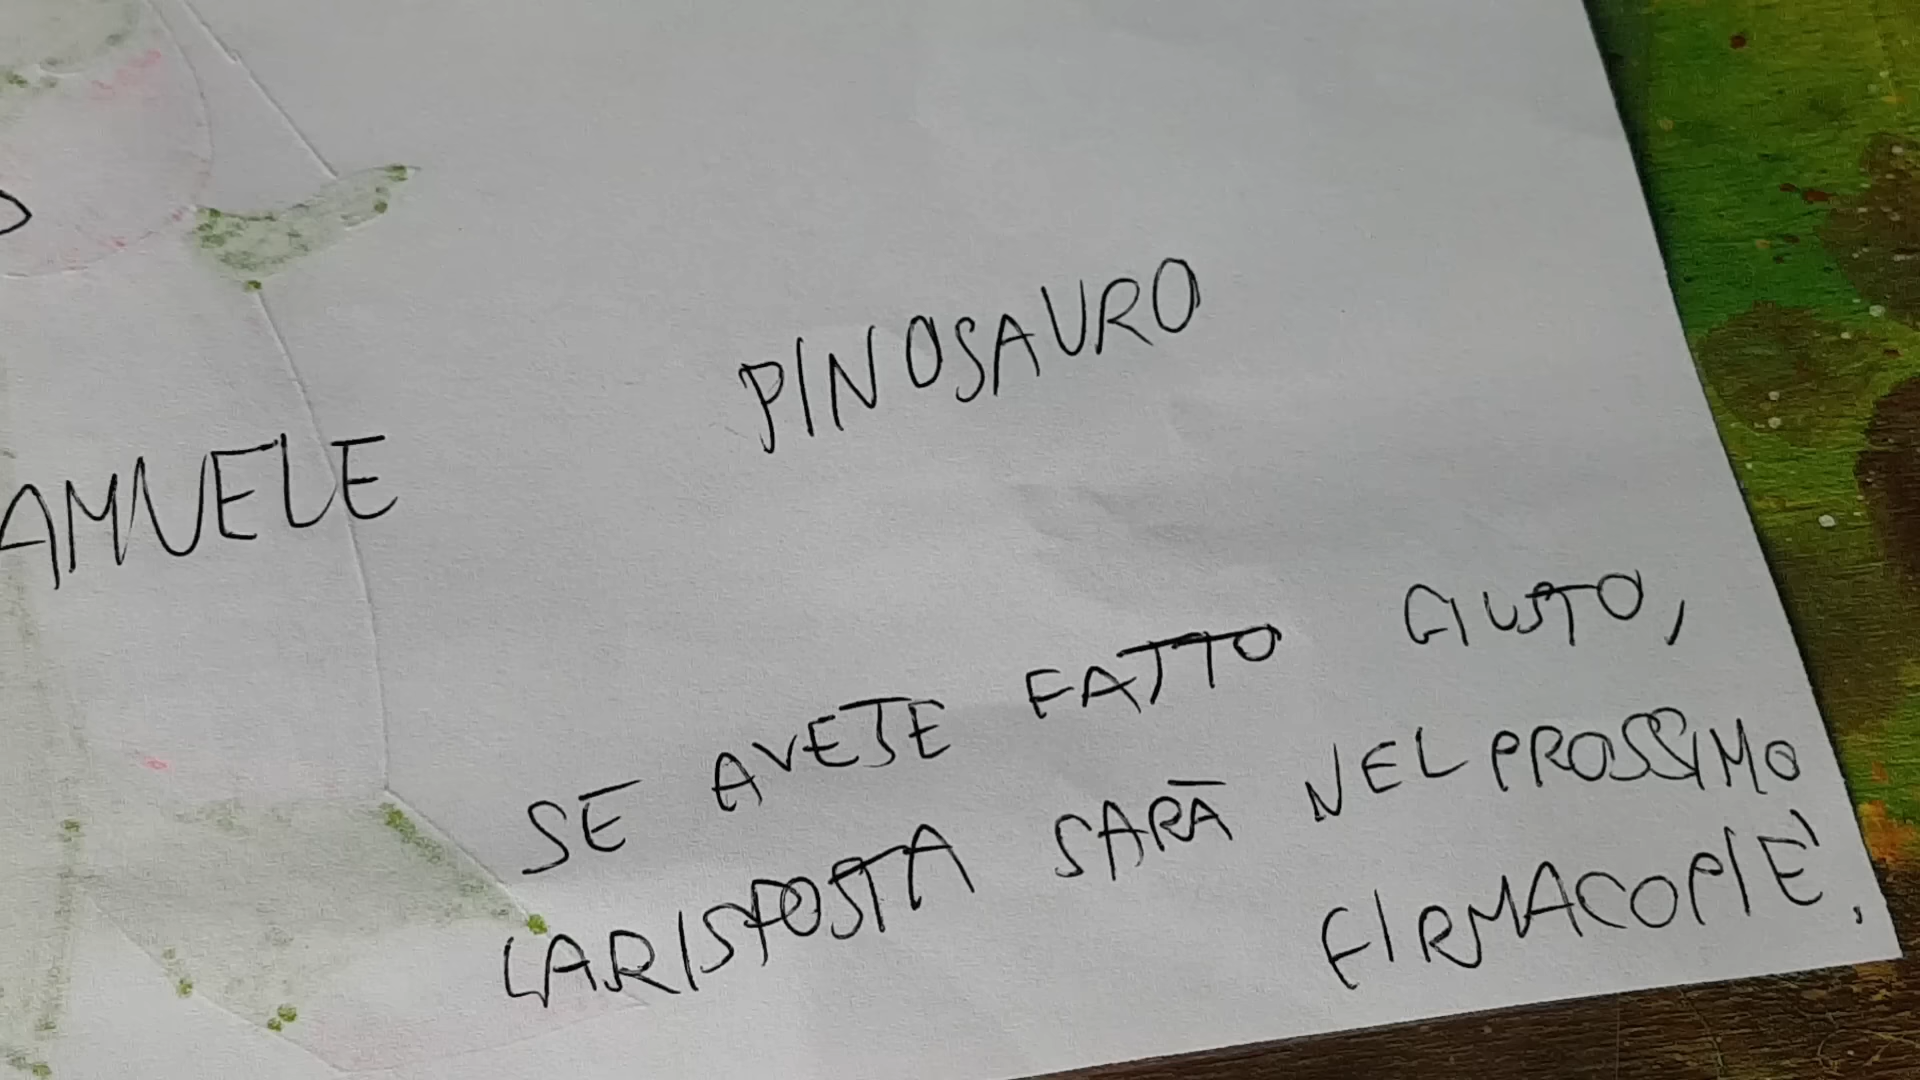 PINOSAURO
AMUELE
SE AVETE FATTO GIUSTO,
LA RISPOSTA SARÀ NEL PROSSIMO
FIRMACOPIE.